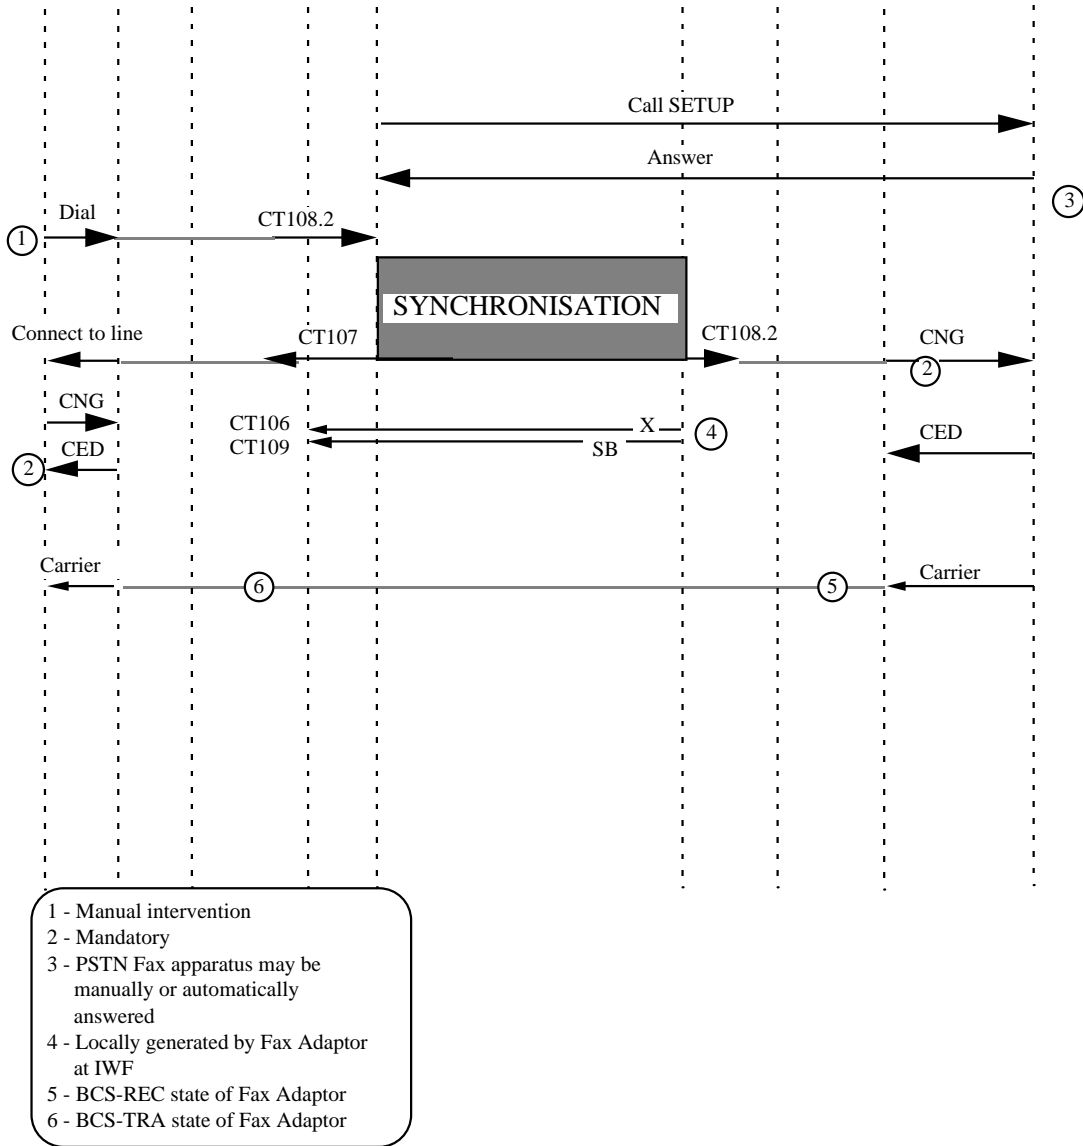 Call SETUP
Answer
3
Dial
CT108.2
1
SYNCHRONISATION
Connect to line
CT107
CT108.2
CNG
2
CNG
CT106
X
4
CT109
SB
CED
2
CED
Carrier
6
5
Carrier
1 - Manual intervention
2 - Mandatory
3 - PSTN Fax apparatus may be
manually or automatically
answered
4 - Locally generated by Fax Adaptor
at IWF
5 - BCS-REC state of Fax Adaptor
6 - BCS-TRA state of Fax Adaptor